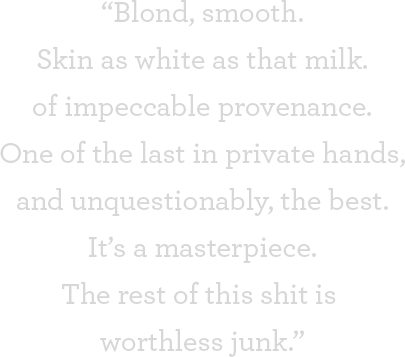 “Blond, smooth.
Skin as white as that milk.
of impeccable provenance.
One of the last in private hands,
and unquestionably, the best.
It’s a masterpiece.
The rest of this shit is
worthless junk.”